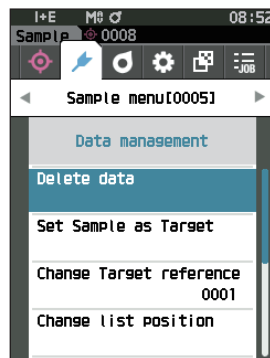 I+E M0 08:52
Sample 0008
-JOB
Sample menu[0005]
Data management
Delete data
Set Sample as Target
Change Target reference
0001
Change list position